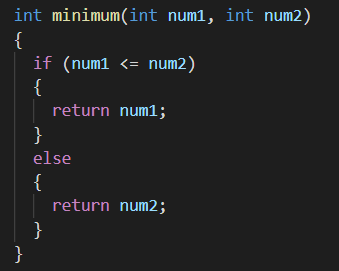 int minimum(int num1, int num2)
{
  if (num1 <= num2)
  {
    return num1;
  }
  else
  {
    return num2;
  }
}